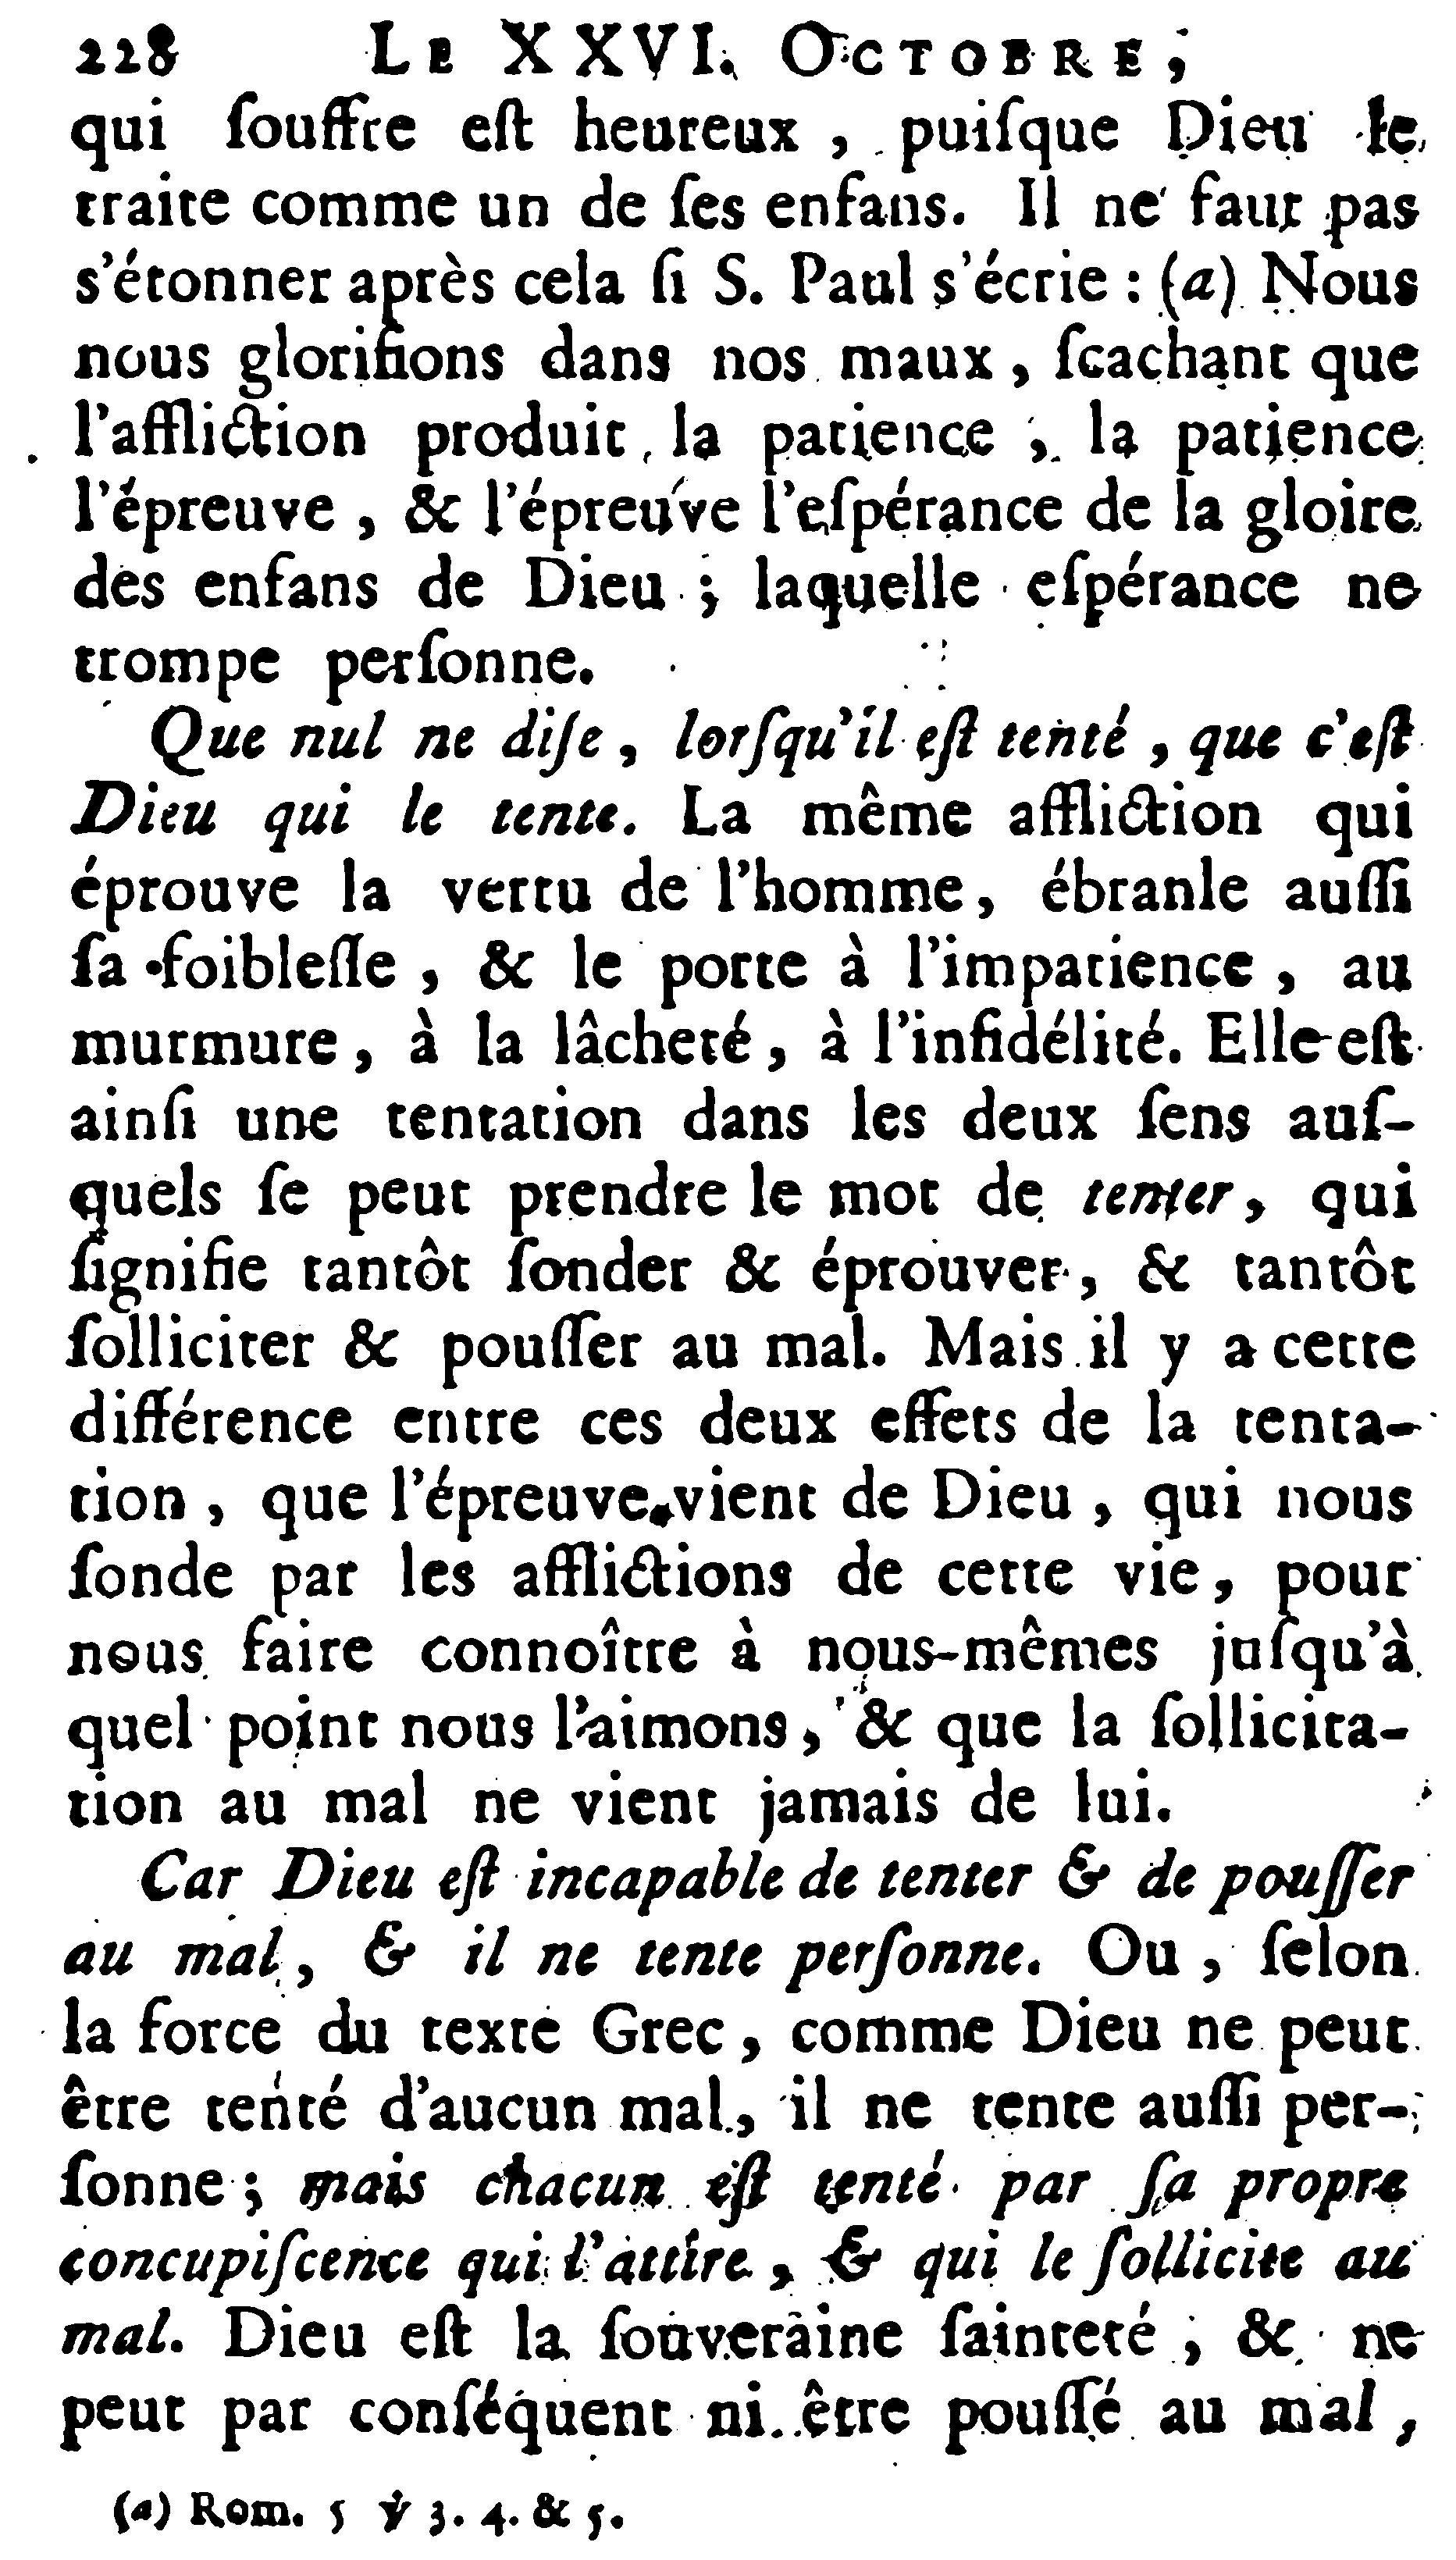 228 LE XXVI. OCTOBRE,
qui ſouffre eſt heureux , puiſque Dieu le
traite comme un de ſes enfans. Il ne faut pas
s'étonner après cela ſi S. Paul s'écrie : (a) Nous
nous glorifions dans nos maux , ſcachant que
l'affliction produit la patience , la patience
l'épreuve , & l'épreuve l'eſpérance de la gloire
des enfans de Dieu ; laquelle eſpérance ne
trompe perſonne.
Que nul ne diſe , lorſqu'il eſt tenté , que c'eſt
Dieu qui le tente. La même affliction qui
éprouve la vertu de l'homme, ébranle auſſi
ſa foibleſſe , & le porte à l'impatience , au
murmure , à la lâcheté , à l'infidélité. Elle eſt
ainſi une tentation dans les deux ſens auſ-
quels ſe peut prendre le mot de tenter, qui
ſignifie tantôt ſonder & éprouver , & tantôt
ſolliciter & pouſſer au mal. Mais il y a cette
différence entre ces deux effets de la tenta-
tion , que l'épreuve vient de Dieu , qui nous
ſonde par les afflictions de cette vie, pour
nous faire connoître à nous-mêmes juſqu'à
quel point nous l'aimons, & que la ſollicita-
tion au mal ne vient jamais de lui.
Car Dieu eſt incapable de tenter & de pouſſer
au mal , & il ne tente perſonne. Ou , ſelon
la force du texte Grec , comme Dieu ne peut
être tenté d'aucun mal , il ne tente auſſi per-
ſonne ; mais chacun eſt tenté par ſa propre
concupiſcence qui l'attire , & qui le ſollicite au
mal. Dieu eſt la ſouveraine ſainteté ; & ne
peut par conſéquent ni être pouſſé au mal ,
(a) Rom. 5 ℣ 3. 4. & 5.